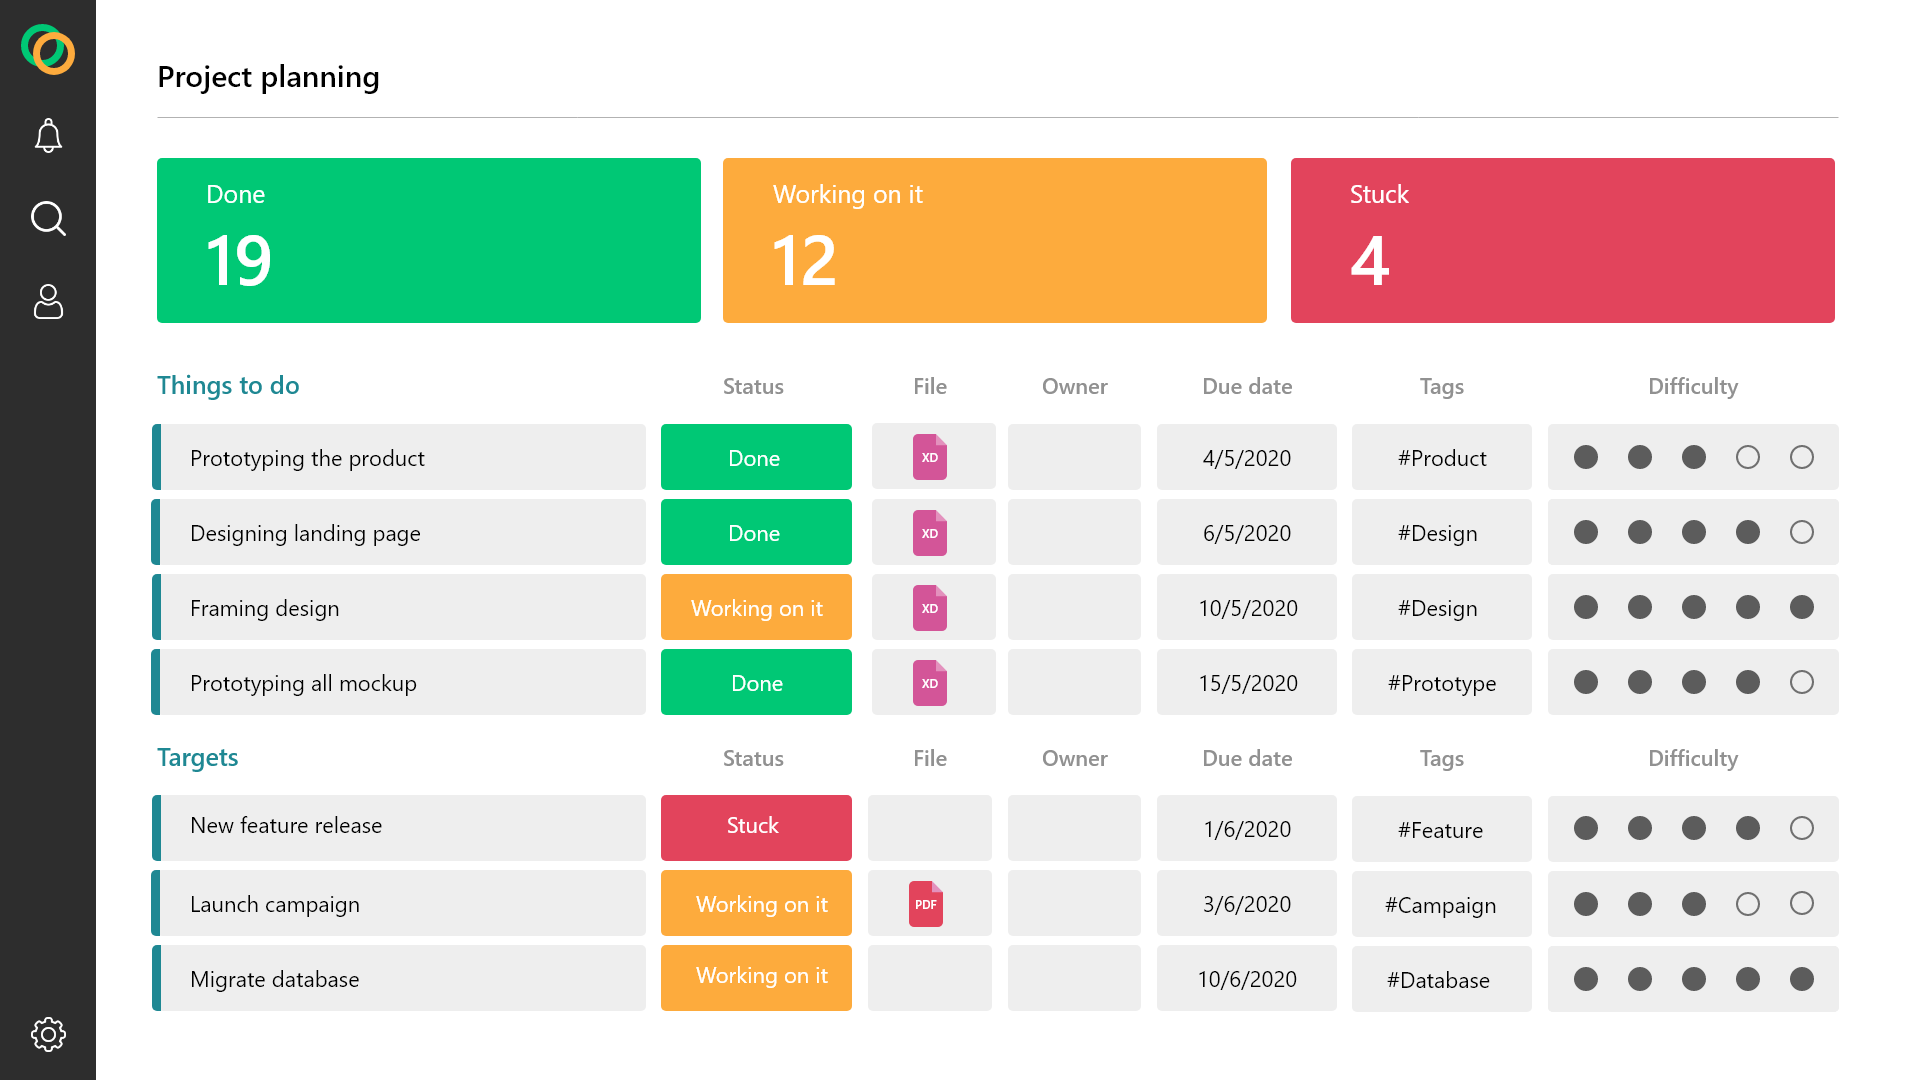 Project planning
Done
Working on it
Stuck
19
12
4
Things to do Status File Owner Due date Tags Difficulty
Prototyping the product Done XD 4/5/2020 #Product
Designing landing page Done XD 6/5/2020 #Design
Framing design Working on it XD 10/5/2020 #Design
Prototyping all mockup Done XD 15/5/2020 #Prototype
Targets Status File Owner Due date Tags Difficulty
New feature release Stuck 1/6/2020 #Feature
Launch campaign Working on it PDF 3/6/2020 #Campaign
Migrate database Working on it 10/6/2020 #Database